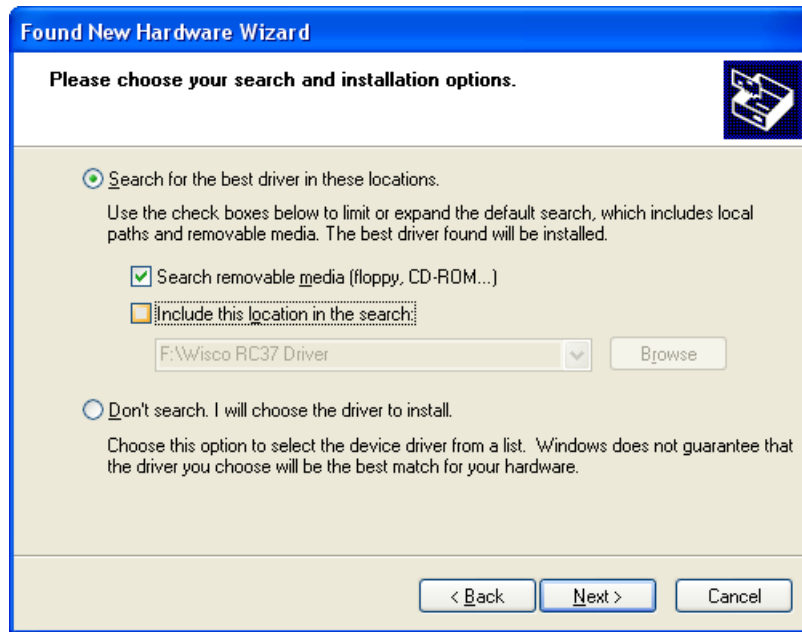 Found New Hardware Wizard
Please choose your search and installation options.
Search for the best driver in these locations.
Use the check boxes below to limit or expand the default search, which includes local
paths and removable media. The best driver found will be installed.
Search removable media (floppy, CD-ROM...)
Include this location in the search:
F:\Wisco RC37 Driver
Browse
Don't search. I will choose the driver to install.
Choose this option to select the device driver from a list. Windows does not guarantee that
the driver you choose will be the best match for your hardware.
< Back
Next >
Cancel